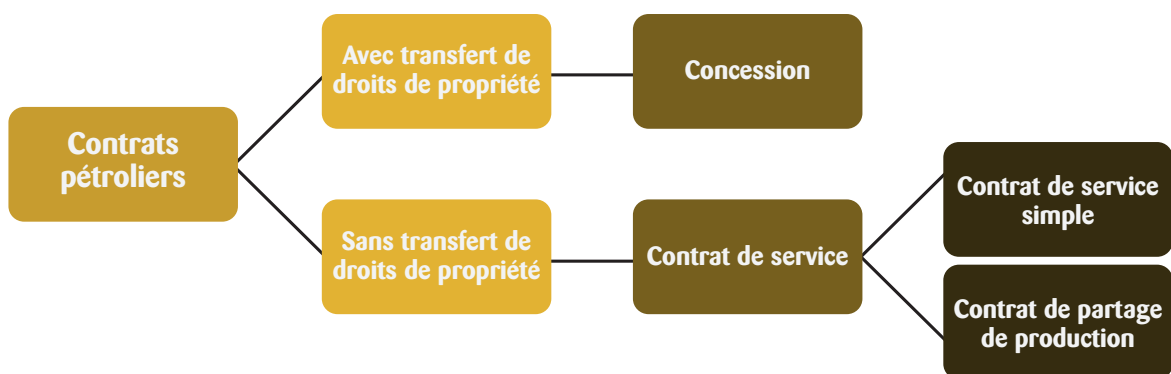 Contrats
pétroliers
Avec transfert de
droits de propriété
Concession
Sans transfert de
droits de propriété
Contrat de service
Contrat de service
simple
Contrat de partage
de production